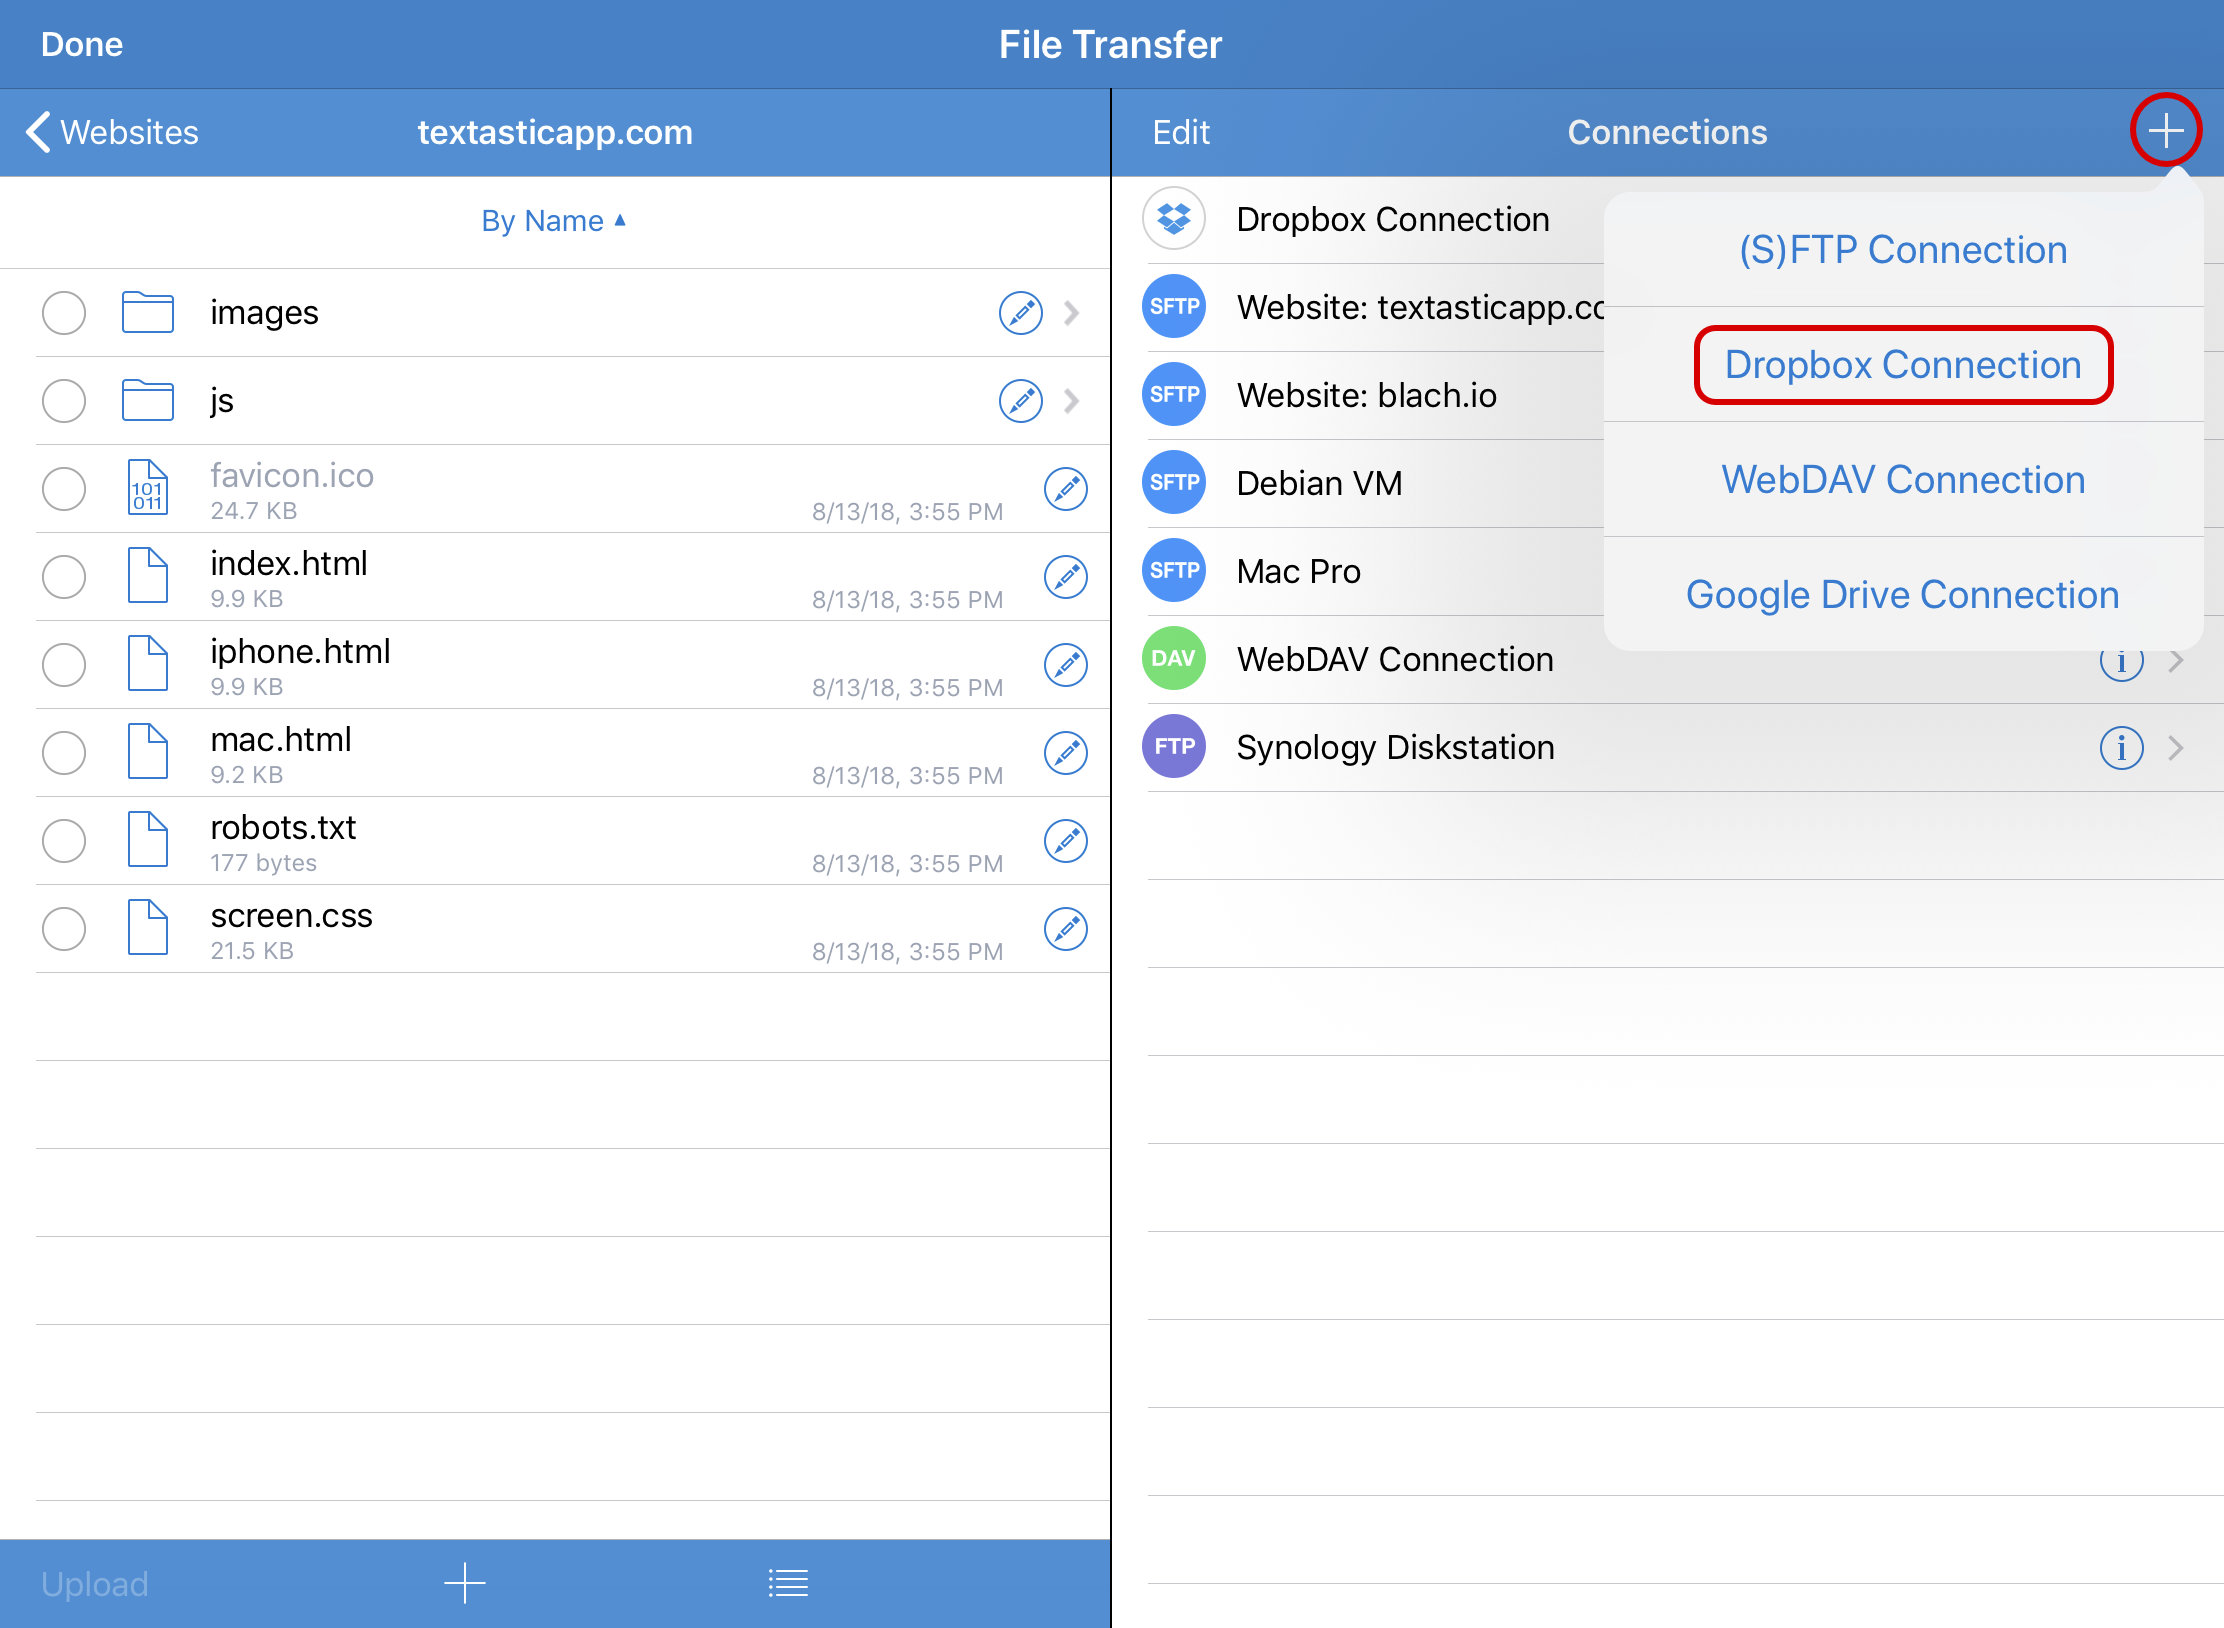 Done
File Transfer
Websites
textasticapp.com
Edit
Connections
By Name
images
js
101
011
favicon.ico
24.7 KB
8/13/18, 3:55 PM
index.html
9.9 KB
8/13/18, 3:55 PM
iphone.html
9.9 KB
8/13/18, 3:55 PM
mac.html
9.2 KB
8/13/18, 3:55 PM
robots.txt
177 bytes
8/13/18, 3:55 PM
screen.css
21.5 KB
8/13/18, 3:55 PM
Upload
Dropbox Connection
SFTP Website: textasticapp.co
SFTP Website: blach.io
SFTP Debian VM
SFTP Mac Pro
DAV WebDAV Connection
FTP Synology Diskstation
(S)FTP Connection
Dropbox Connection
WebDAV Connection
Google Drive Connection